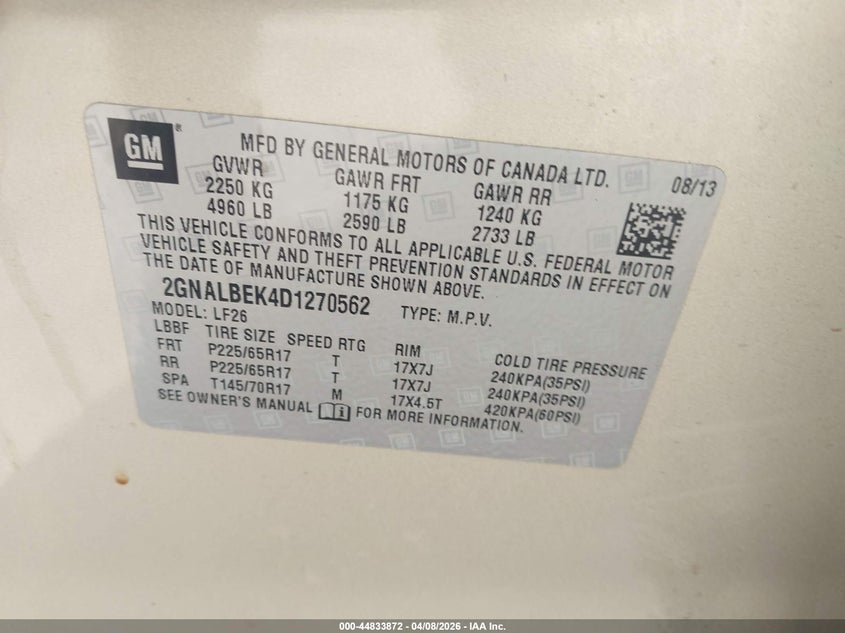 GM ®
MFD BY GENERAL MOTORS OF CANADA LTD. 08/13
GVWR GAWR FRT GAWR RR
2250 KG 1175 KG 1240 KG
4960 LB 2590 LB 2733 LB
THIS VEHICLE CONFORMS TO ALL APPLICABLE U.S. FEDERAL MOTOR
VEHICLE SAFETY AND THEFT PREVENTION STANDARDS IN EFFECT ON
THE DATE OF MANUFACTURE SHOWN ABOVE.
2GNALBEK4D1270562 TYPE: M.P.V.
MODEL: LF26
LBBF TIRE SIZE SPEED RTG RIM COLD TIRE PRESSURE
FRT P225/65R17 T 17X7J 240KPA(35PSI)
RR P225/65R17 T 17X7J 240KPA(35PSI)
SPA T145/70R17 M 17X4.5T 420KPA(60PSI)
SEE OWNER'S MANUAL FOR MORE INFORMATION.
000-44833872 - 04/08/2026 - IAA Inc.